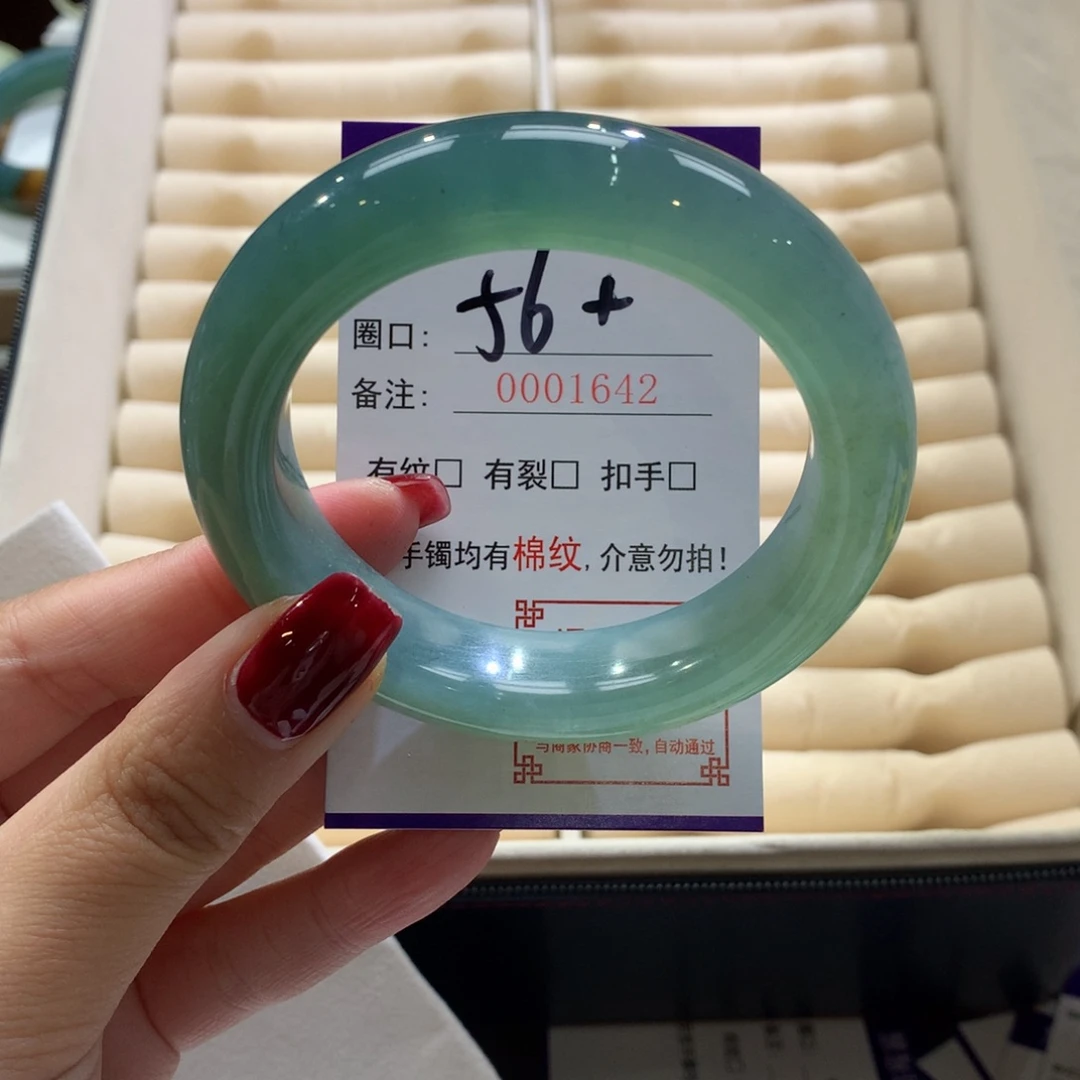 圈口: 56+
备注: 0001642
有纹□ 有裂□ 扣手□
手镯均有棉纹,介意勿拍!
与商家协商一致,自动通过